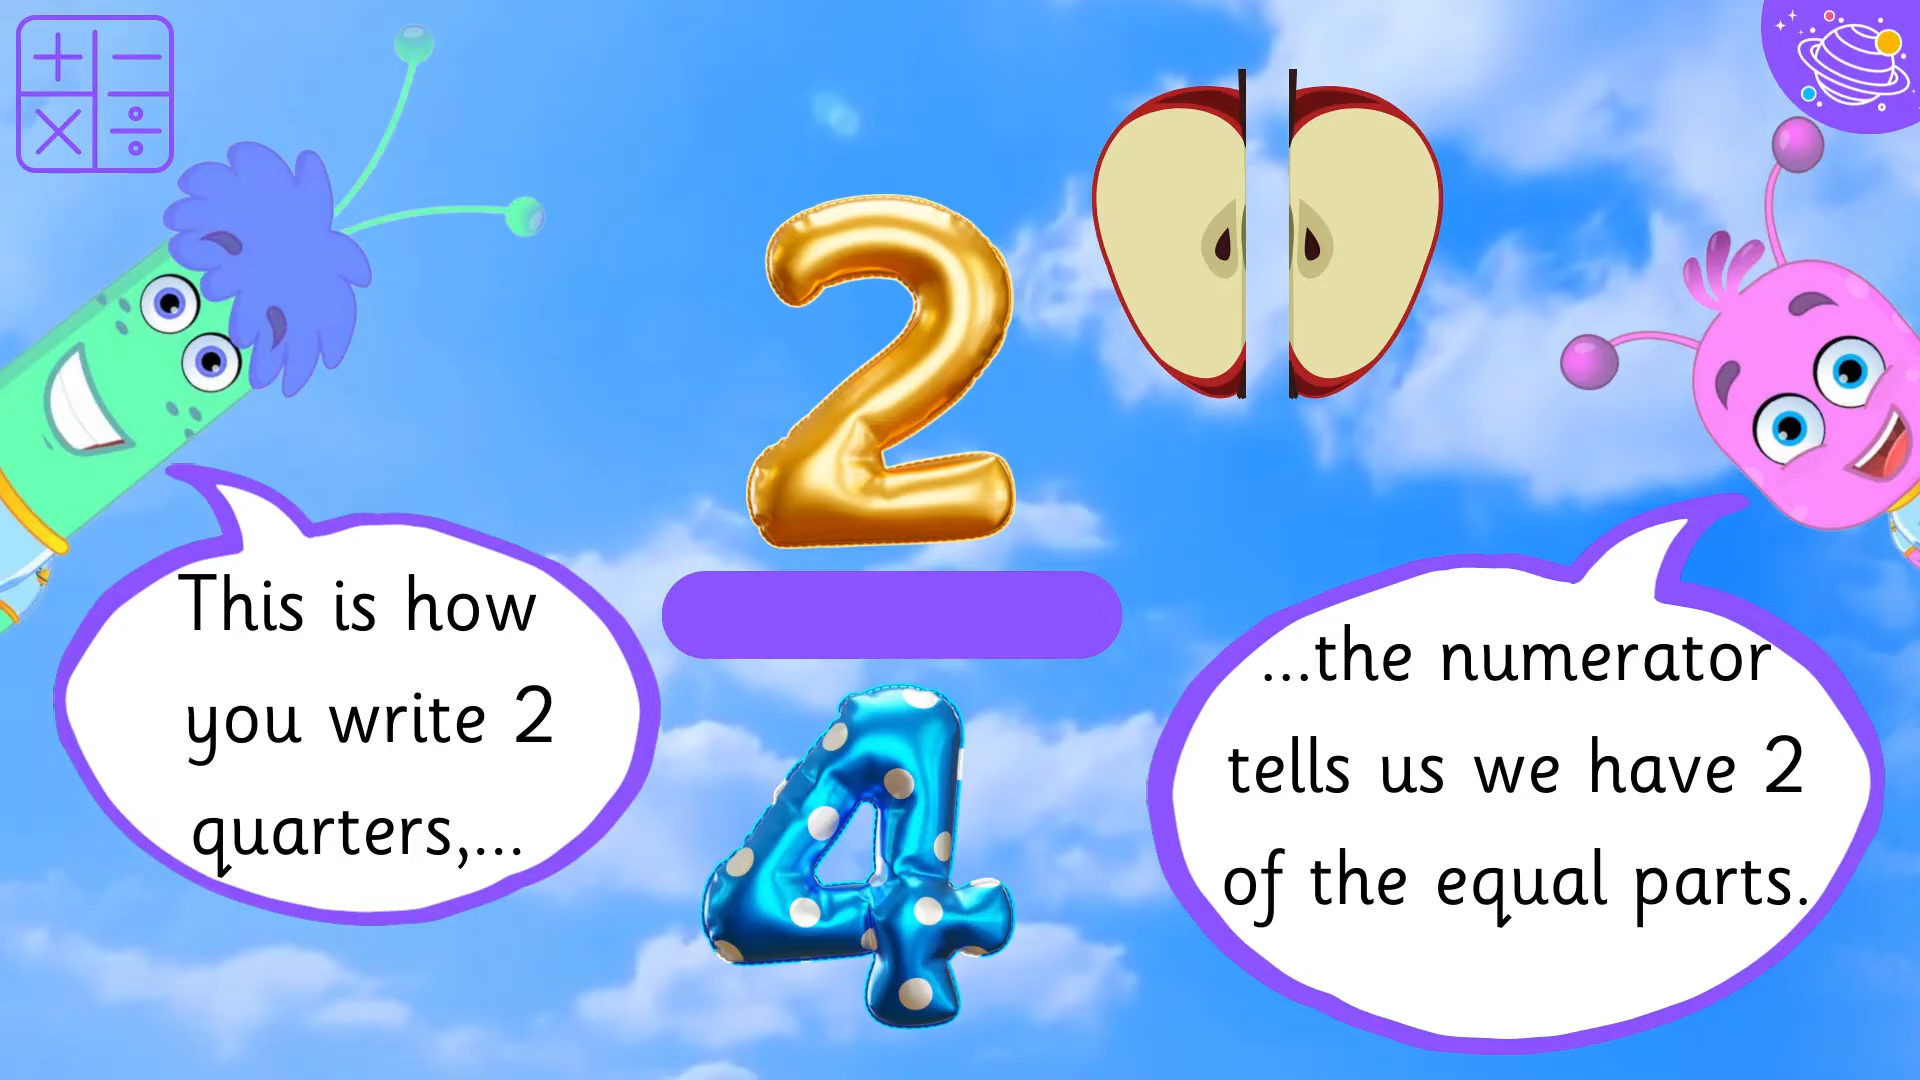 This is how
you write 2
quarters,...
2
4
...the numerator
tells us we have 2
of the equal parts.